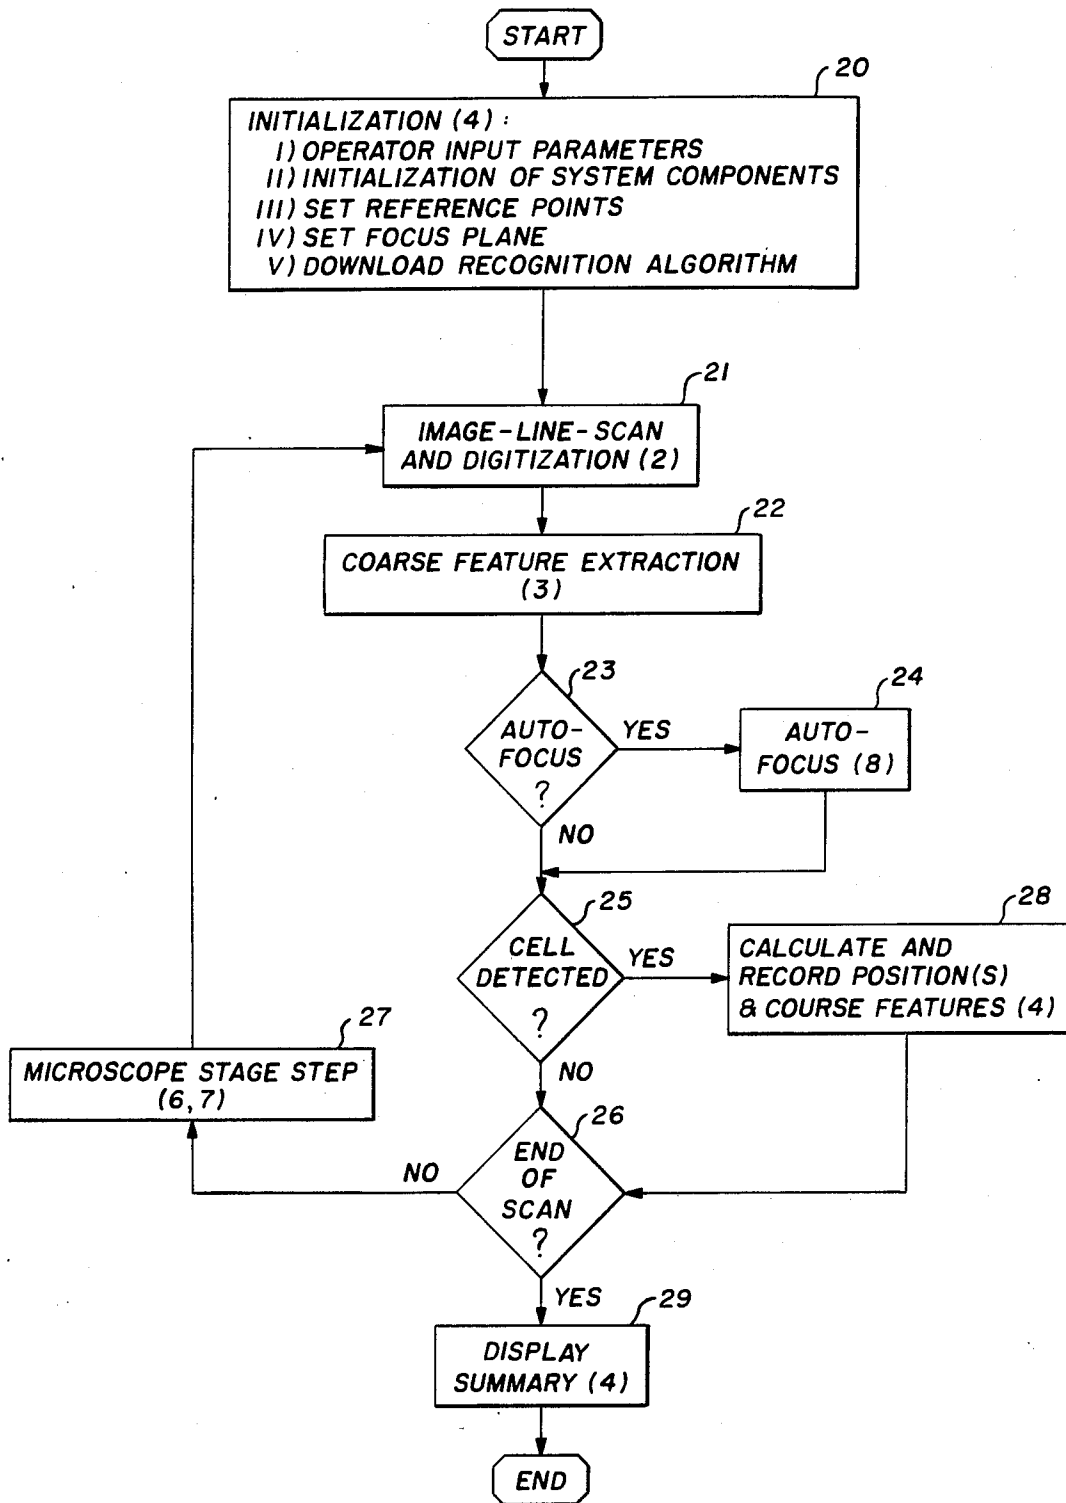 START
20
INITIALIZATION (4) :
I) OPERATOR INPUT PARAMETERS
II) INITIALIZATION OF SYSTEM COMPONENTS
III) SET REFERENCE POINTS
IV) SET FOCUS PLANE
V) DOWNLOAD RECOGNITION ALGORITHM
21
IMAGE-LINE-SCAN
AND DIGITIZATION (2)
22
COARSE FEATURE EXTRACTION
(3)
23
AUTO-
FOCUS
?
YES
24
AUTO-
FOCUS (8)
NO
25
CELL
DETECTED
?
YES
28
CALCULATE AND
RECORD POSITION(S)
& COURSE FEATURES (4)
27
MICROSCOPE STAGE STEP
(6,7)
NO
26
END
OF
SCAN
?
NO
YES
29
DISPLAY
SUMMARY (4)
END